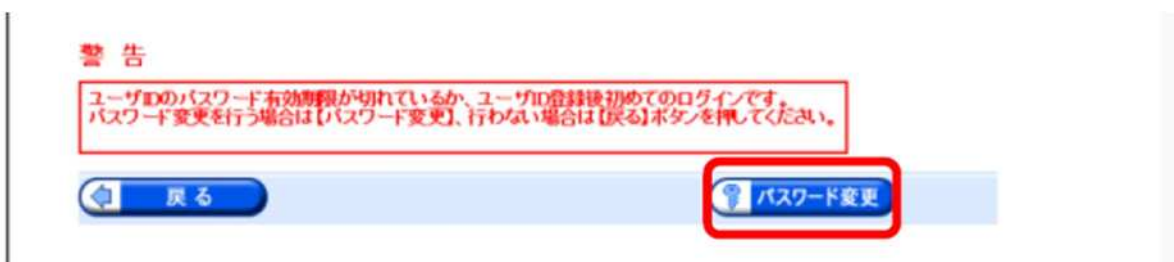 警 告
ユーザIDのパスワード有効期限が切れているか、ユーザID登録後初めてのログインです。
パスワード変更を行う場合は【パスワード変更】、行わない場合は【戻る】ボタンを押してください。
戻 る
パスワード変更